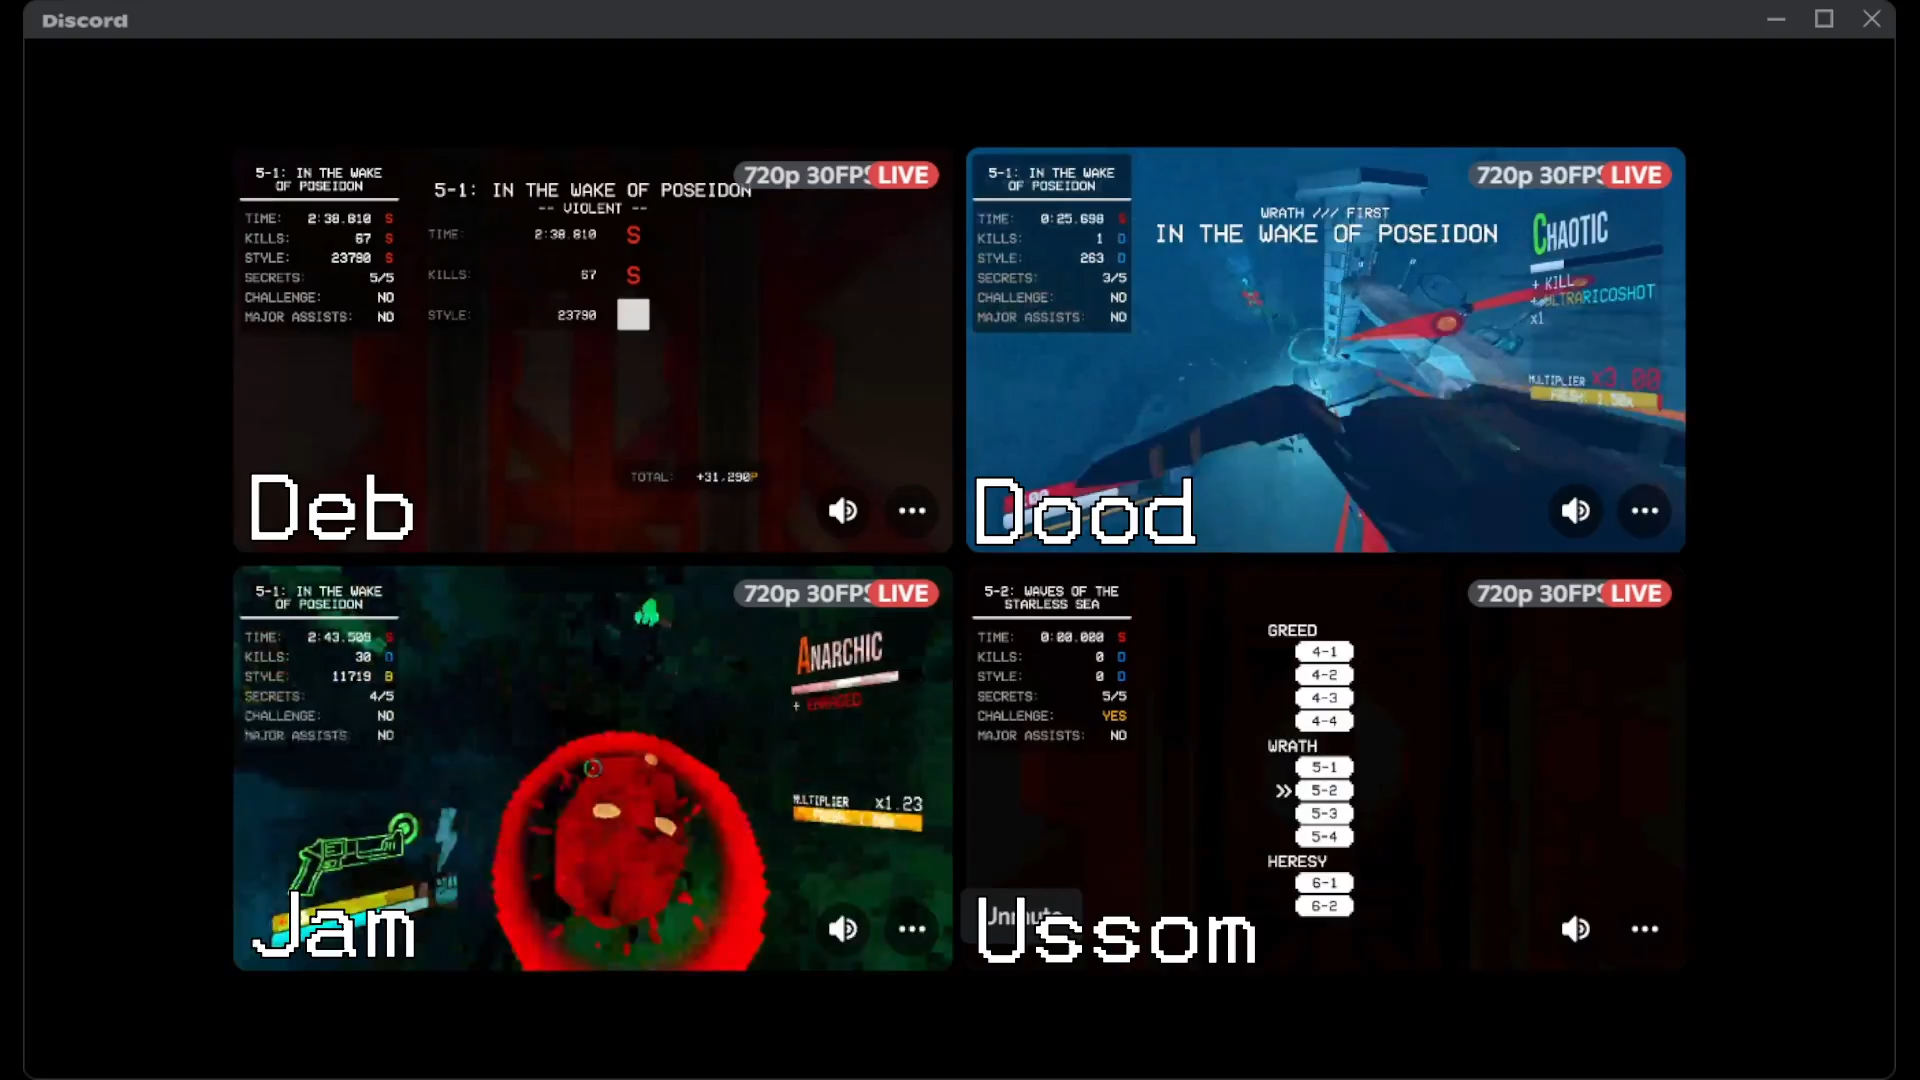 Discord
5-1: IN THE WAKE
OF POSEIDON
TIME: 2:38.810 S
KILLS: 67 S
STYLE: 23790 S
SECRETS: 5/5
CHALLENGE: NO
MAJOR ASSISTS: NO
5-1: IN THE WAKE OF POSEIDON
-- VIOLENT --
TIME: 2:38.810 S
KILLS: 67 S
STYLE: 23790
TOTAL: +31,290P
720p 30FPS LIVE
Deb
5-1: IN THE WAKE
OF POSEIDON
TIME: 0:25.698 S
KILLS: 1 D
STYLE: 263 D
SECRETS: 3/5
CHALLENGE: NO
MAJOR ASSISTS: NO
WRATH /// FIRST
IN THE WAKE OF POSEIDON
720p 30FPS LIVE
CHAOTIC
+ KILL
+ ULTRARICOSHOT
x1
MULTIPLIER x3.00
FRESH: 1.50x
Dood
5-1: IN THE WAKE
OF POSEIDON
TIME: 2:43.509 S
KILLS: 30 D
STYLE: 11719 B
SECRETS: 4/5
CHALLENGE: NO
MAJOR ASSISTS NO
720p 30FPS LIVE
ANARCHIC
+ ENRAGED
MULTIPLIER x1.23
Jam
5-2: WAVES OF THE
STARLESS SEA
TIME: 0:00.000 S
KILLS: 0 D
STYLE: 0 D
SECRETS: 5/5
CHALLENGE: YES
MAJOR ASSISTS: NO
720p 30FPS LIVE
GREED
4-1
4-2
4-3
4-4
WRATH
5-1
» 5-2
5-3
5-4
HERESY
6-1
6-2
Unmute
Ussom